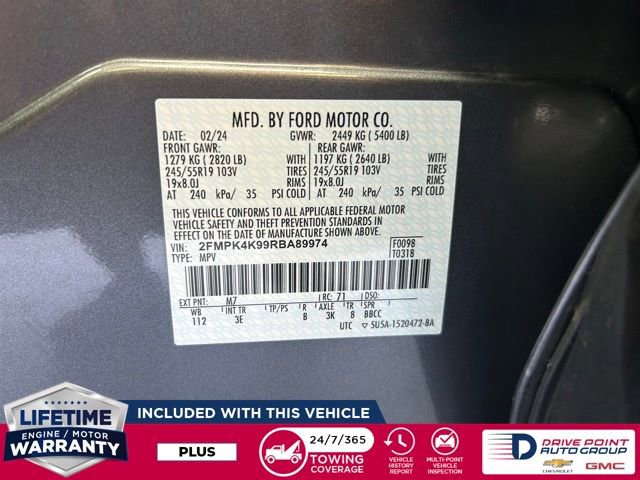 MFD. BY FORD MOTOR CO.
DATE: 02/24 GVWR: 2449 KG ( 5400 LB)
FRONT GAWR: REAR GAWR:
1279 KG ( 2820 LB) WITH 1197 KG ( 2640 LB) WITH
245/55R19 103V TIRES 245/55R19 103V TIRES
19x8.0J RIMS 19x8.0J RIMS
AT 240 kPa/ 35 PSI COLD AT 240 kPa/ 35 PSI COLD
THIS VEHICLE CONFORMS TO ALL APPLICABLE FEDERAL MOTOR
VEHICLE SAFETY AND THEFT PREVENTION STANDARDS IN EFFECT
ON THE DATE OF MANUFACTURE SHOWN ABOVE.
VIN: 2FMPK4K99RBA89974 F0098
TYPE: MPV T0318
EXT PNT: M7 RC: 71 DSO:
WB INT TR TP/PS R AXLE TR SPR
112 3E B 3K 8 BBCC
UTC 5U5A-1520472-BA
LIFETIME
ENGINE / MOTOR
WARRANTY
INCLUDED WITH THIS VEHICLE
PLUS
24/7/365
TOWING
COVERAGE
VEHICLE
HISTORY
REPORT
MULTI-POINT
VEHICLE
INSPECTION
DRIVE POINT
AUTO GROUP
CHEVROLET GMC